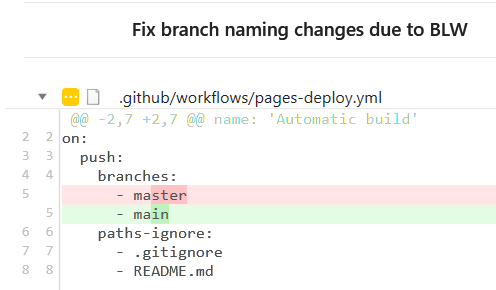 Fix branch naming changes due to BLW
.github/workflows/pages-deploy.yml
@@ -2,7 +2,7 @@ name: 'Automatic build'
2 2 on:
3 3 push:
4 4 branches:
5 - master
5 - main
6 6 paths-ignore:
7 7 - .gitignore
8 8 - README.md